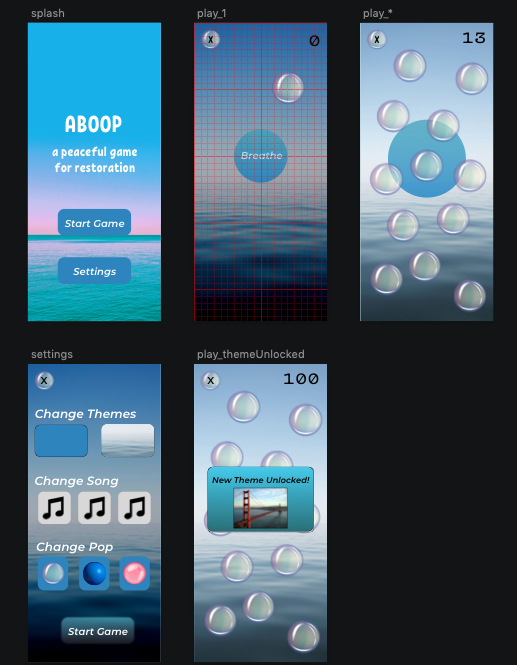 splash
play_1
play_*
ABOOP
a peaceful game
for restoration
Start Game
Settings
X
0
Breathe
X
13
settings
play_themeUnlocked
X
Change Themes
Change Song
Change Pop
Start Game
X
100
New Theme Unlocked!